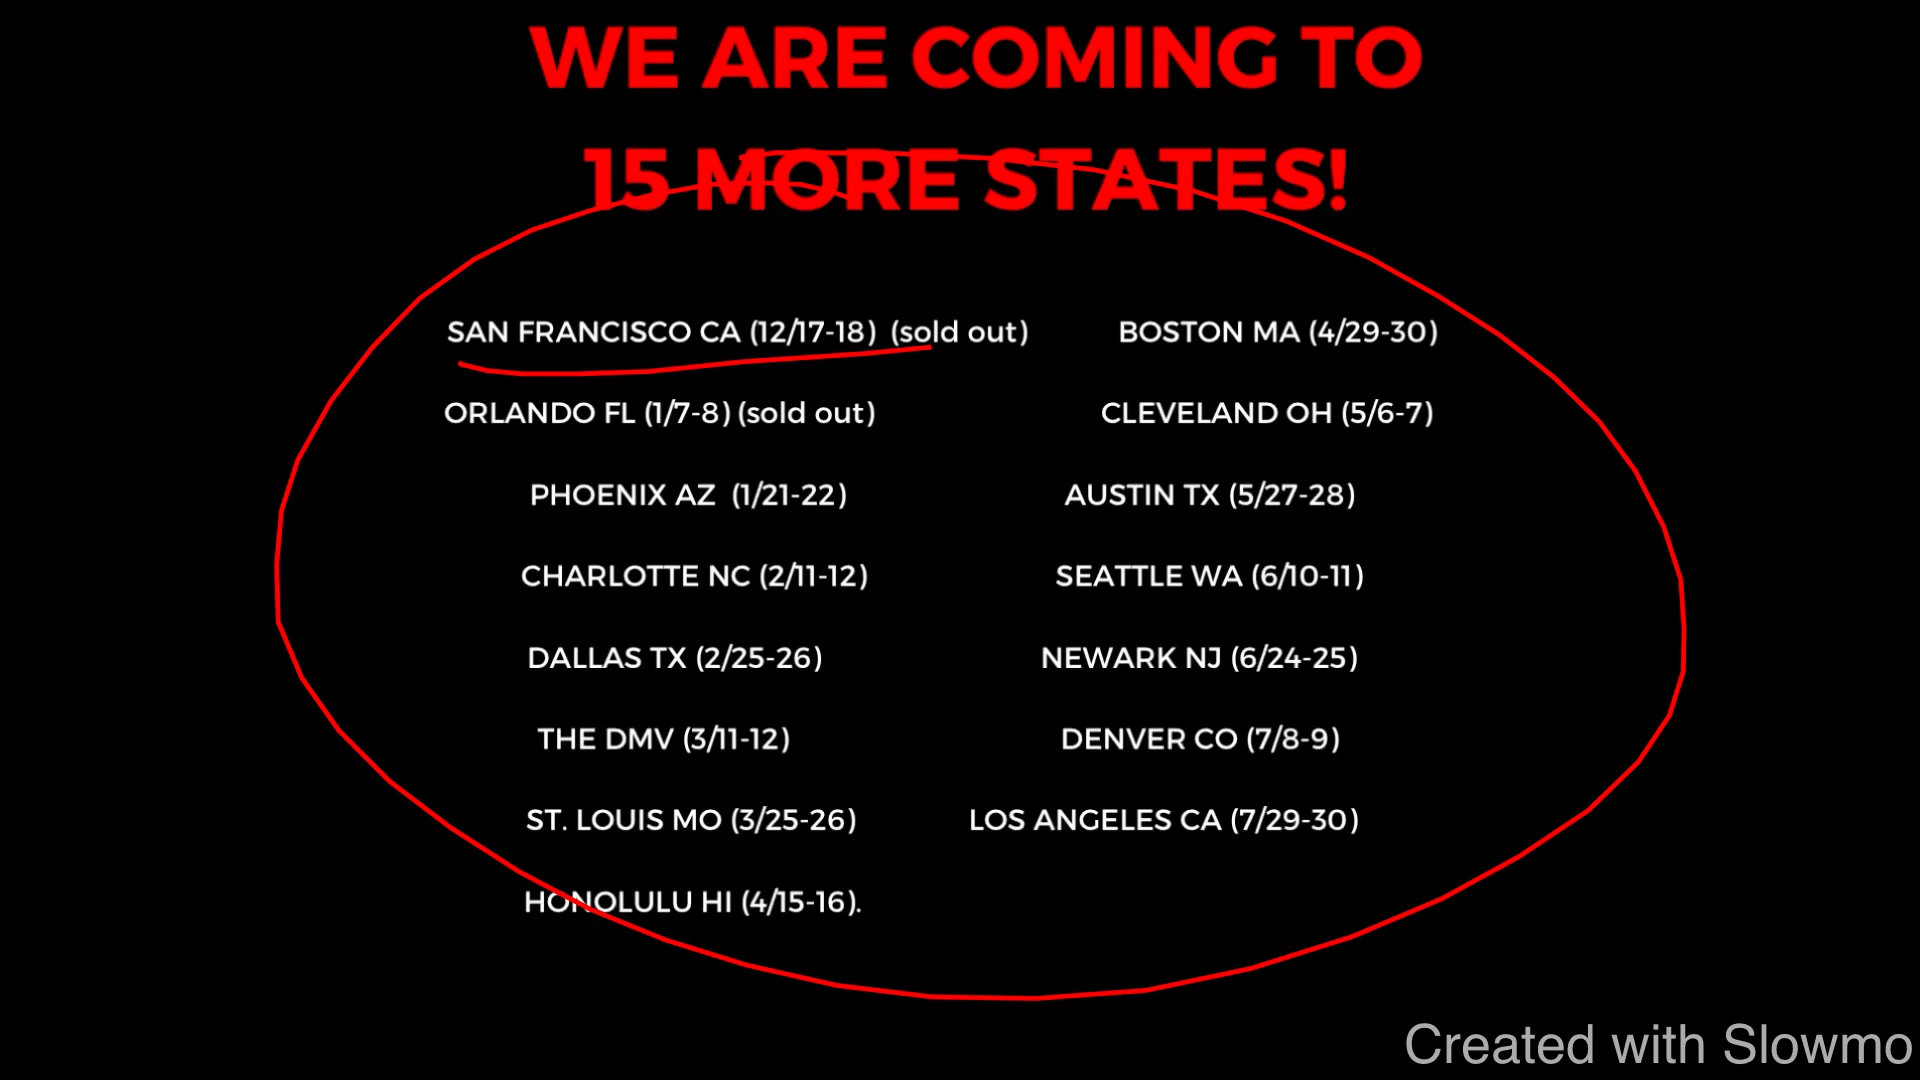 WE ARE COMING TO
15 MORE STATES!
SAN FRANCISCO CA (12/17-18) (sold out)
ORLANDO FL (1/7-8) (sold out)
PHOENIX AZ (1/21-22)
CHARLOTTE NC (2/11-12)
DALLAS TX (2/25-26)
THE DMV (3/11-12)
ST. LOUIS MO (3/25-26)
HONOLULU HI (4/15-16).
BOSTON MA (4/29-30)
CLEVELAND OH (5/6-7)
AUSTIN TX (5/27-28)
SEATTLE WA (6/10-11)
NEWARK NJ (6/24-25)
DENVER CO (7/8-9)
LOS ANGELES CA (7/29-30)
Created with Slowmo